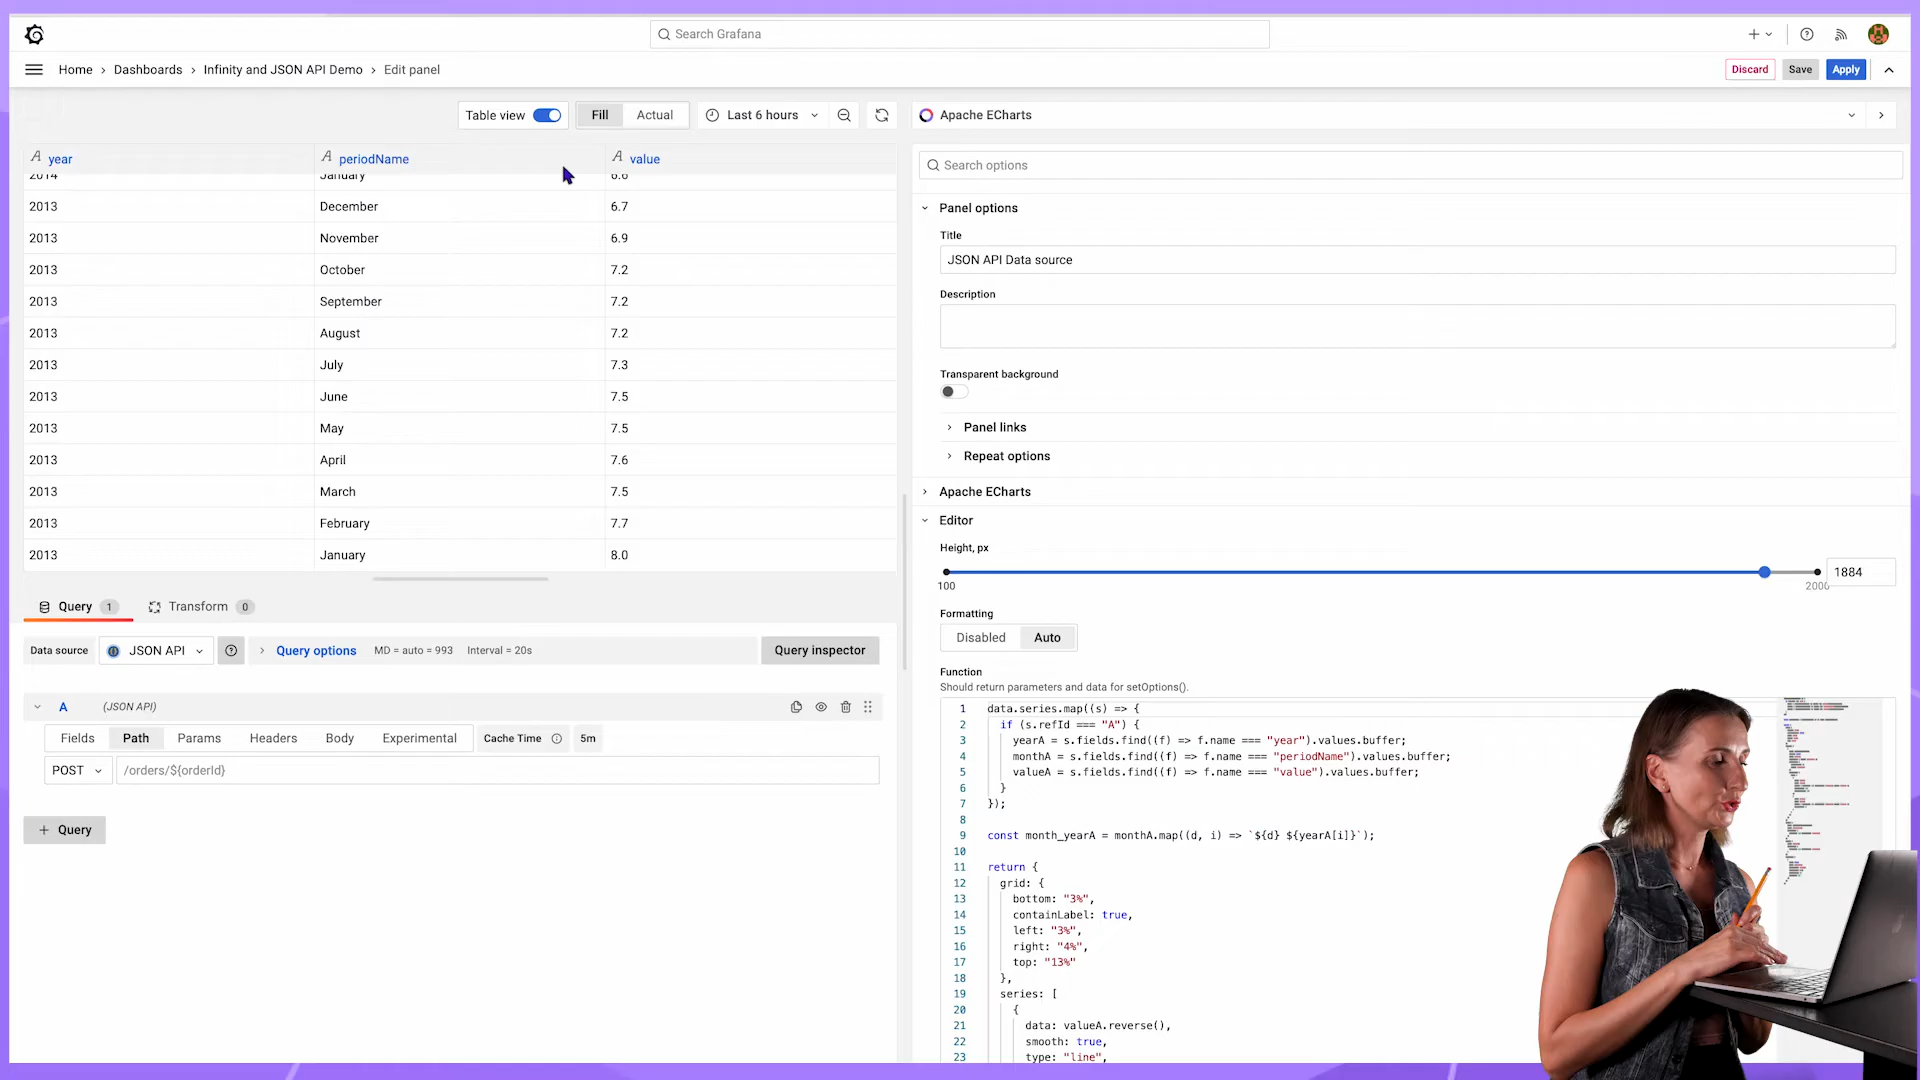 Search Grafana
Home > Dashboards > Infinity and JSON API Demo > Edit panel
Discard Save Apply
Table view Fill Actual Last 6 hours Apache ECharts
year periodName value
2014 January 6.6
2013 December 6.7
2013 November 6.9
2013 October 7.2
2013 September 7.2
2013 August 7.2
2013 July 7.3
2013 June 7.5
2013 May 7.5
2013 April 7.6
2013 March 7.5
2013 February 7.7
2013 January 8.0
Query 1 Transform 0
Data source JSON API Query options MD = auto = 993 Interval = 20s Query inspector
A (JSON API)
Fields Path Params Headers Body Experimental Cache Time 5m
POST /orders/${orderId}
+ Query
Search options
Panel options
Title
JSON API Data source
Description
Transparent background
Panel links
Repeat options
Apache ECharts
Editor
Height, px
1884
100 2000
Formatting
Disabled Auto
Function
Should return parameters and data for setOptions().
1 data.series.map((s) => {
2 if (s.refId === "A") {
3 yearA = s.fields.find((f) => f.name === "year").values.buffer;
4 monthA = s.fields.find((f) => f.name === "periodName").values.buffer;
5 valueA = s.fields.find((f) => f.name === "value").values.buffer;
6 }
7 });
8
9 const month_yearA = monthA.map((d, i) => `${d} ${yearA[i]}`);
10
11 return {
12 grid: {
13 bottom: "3%",
14 containLabel: true,
15 left: "3%",
16 right: "4%",
17 top: "13%"
18 },
19 series: [
20 {
21 data: valueA.reverse(),
22 smooth: true,
23 type: "line",